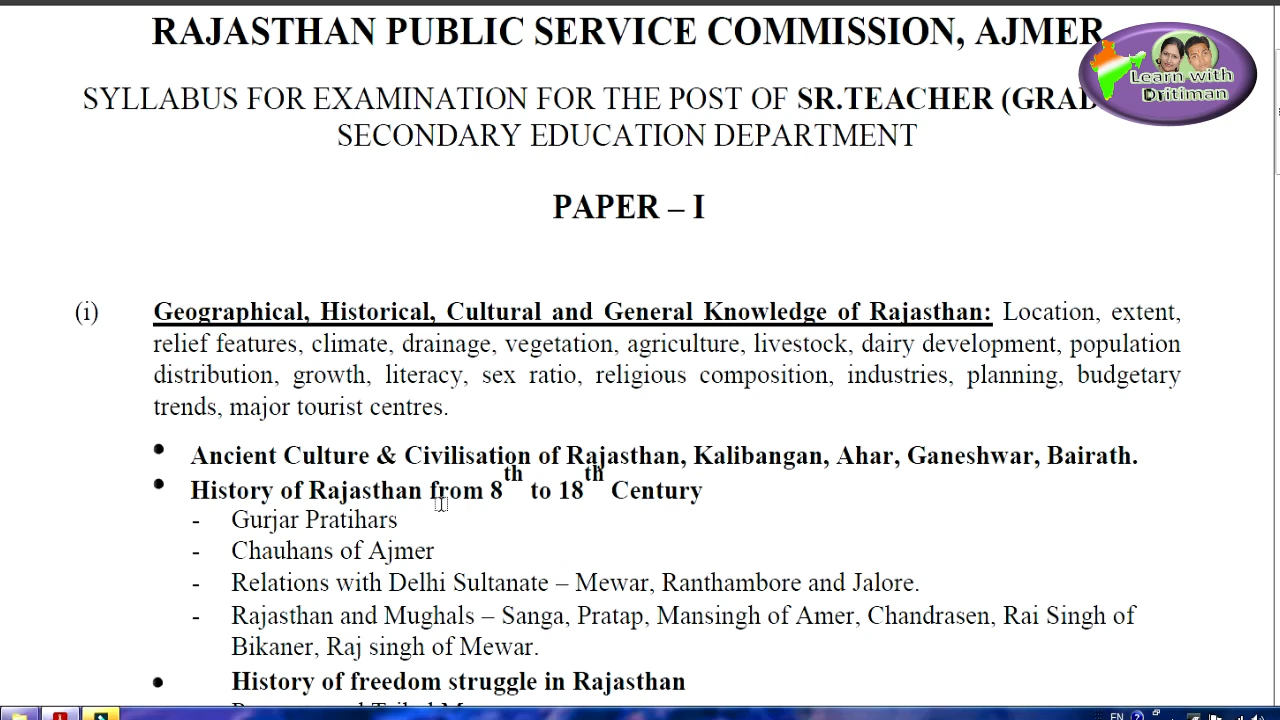 RAJASTHAN PUBLIC SERVICE COMMISSION, AJMER
Learn with
Dritiman
SYLLABUS FOR EXAMINATION FOR THE POST OF SR.TEACHER (GRAD
SECONDARY EDUCATION DEPARTMENT
PAPER – I
(i) Geographical, Historical, Cultural and General Knowledge of Rajasthan: Location, extent,
relief features, climate, drainage, vegetation, agriculture, livestock, dairy development, population
distribution, growth, literacy, sex ratio, religious composition, industries, planning, budgetary
trends, major tourist centres.
• Ancient Culture & Civilisation of Rajasthan, Kalibangan, Ahar, Ganeshwar, Bairath.
• History of Rajasthan from 8th to 18th Century
- Gurjar Pratihars
- Chauhans of Ajmer
- Relations with Delhi Sultanate – Mewar, Ranthambore and Jalore.
- Rajasthan and Mughals – Sanga, Pratap, Mansingh of Amer, Chandrasen, Rai Singh of
Bikaner, Raj singh of Mewar.
• History of freedom struggle in Rajasthan
EN